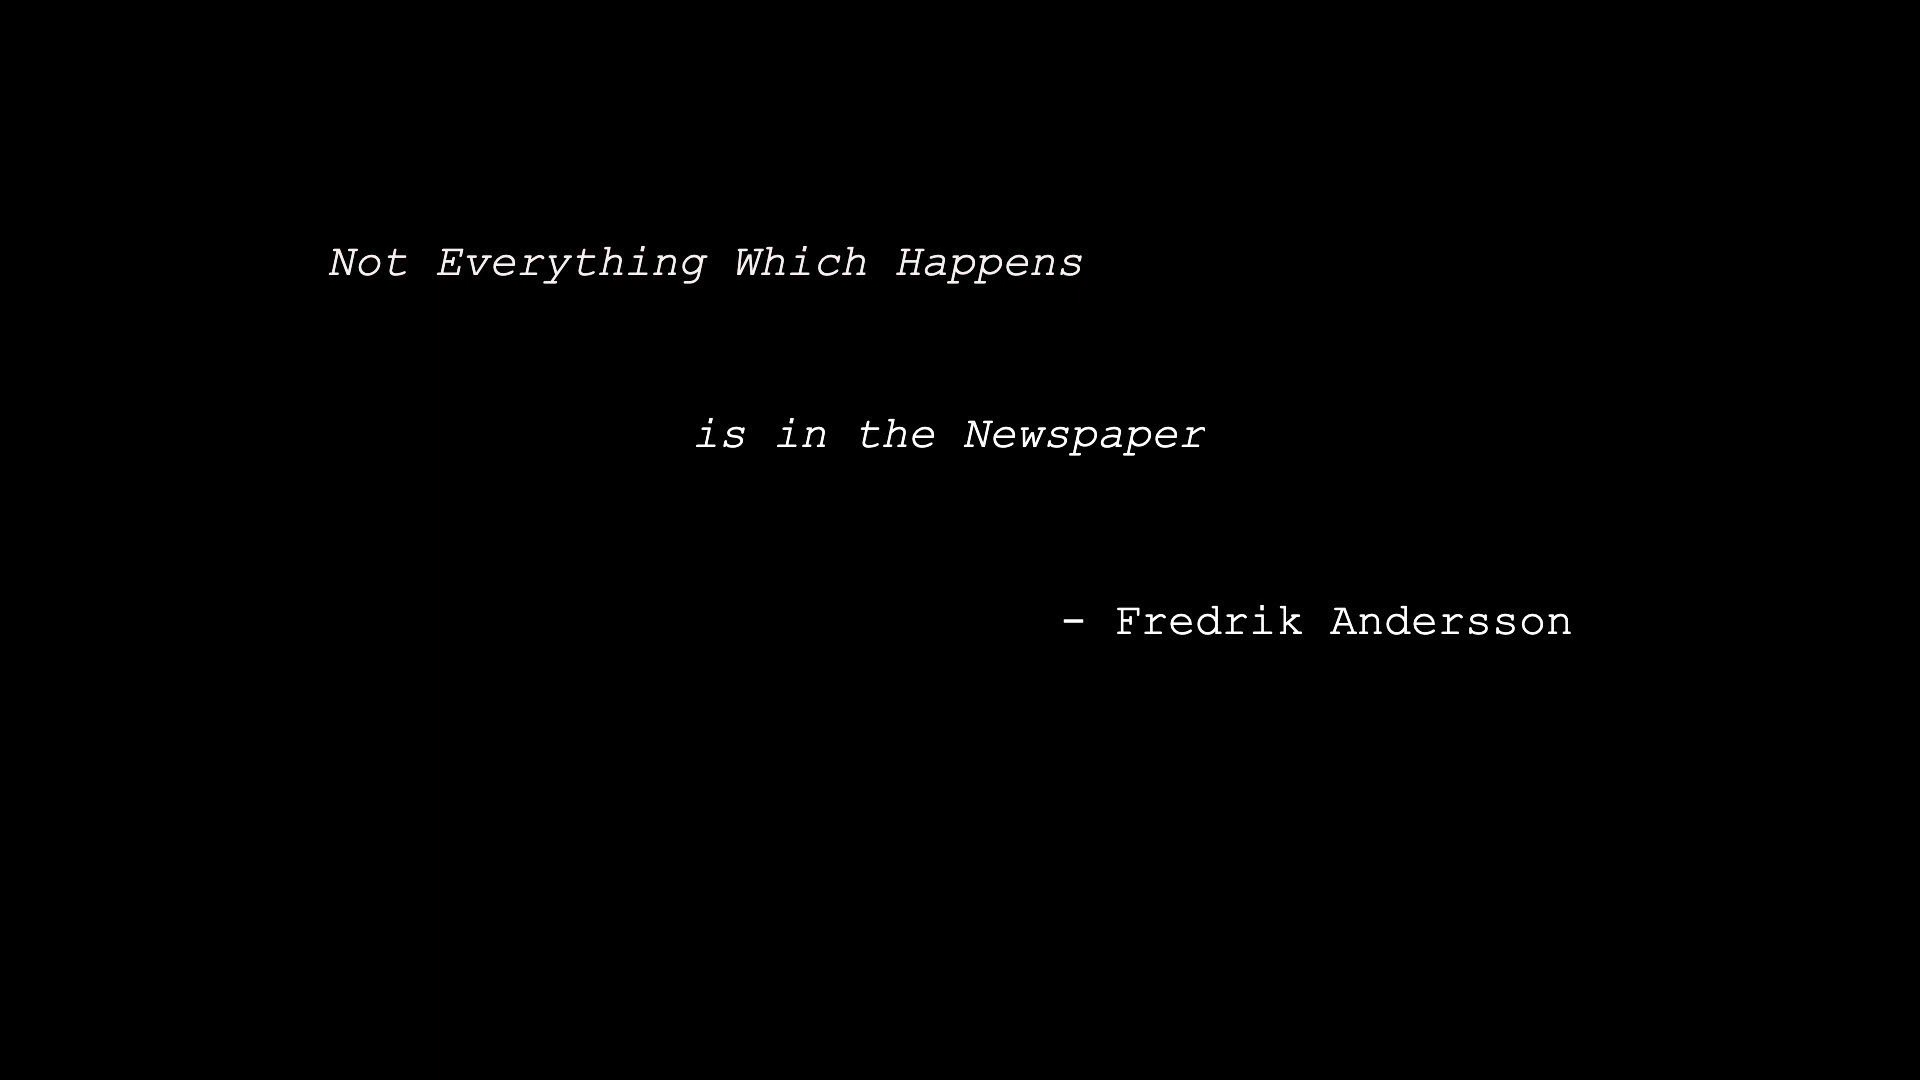 Not Everything Which Happens
is in the Newspaper
- Fredrik Andersson